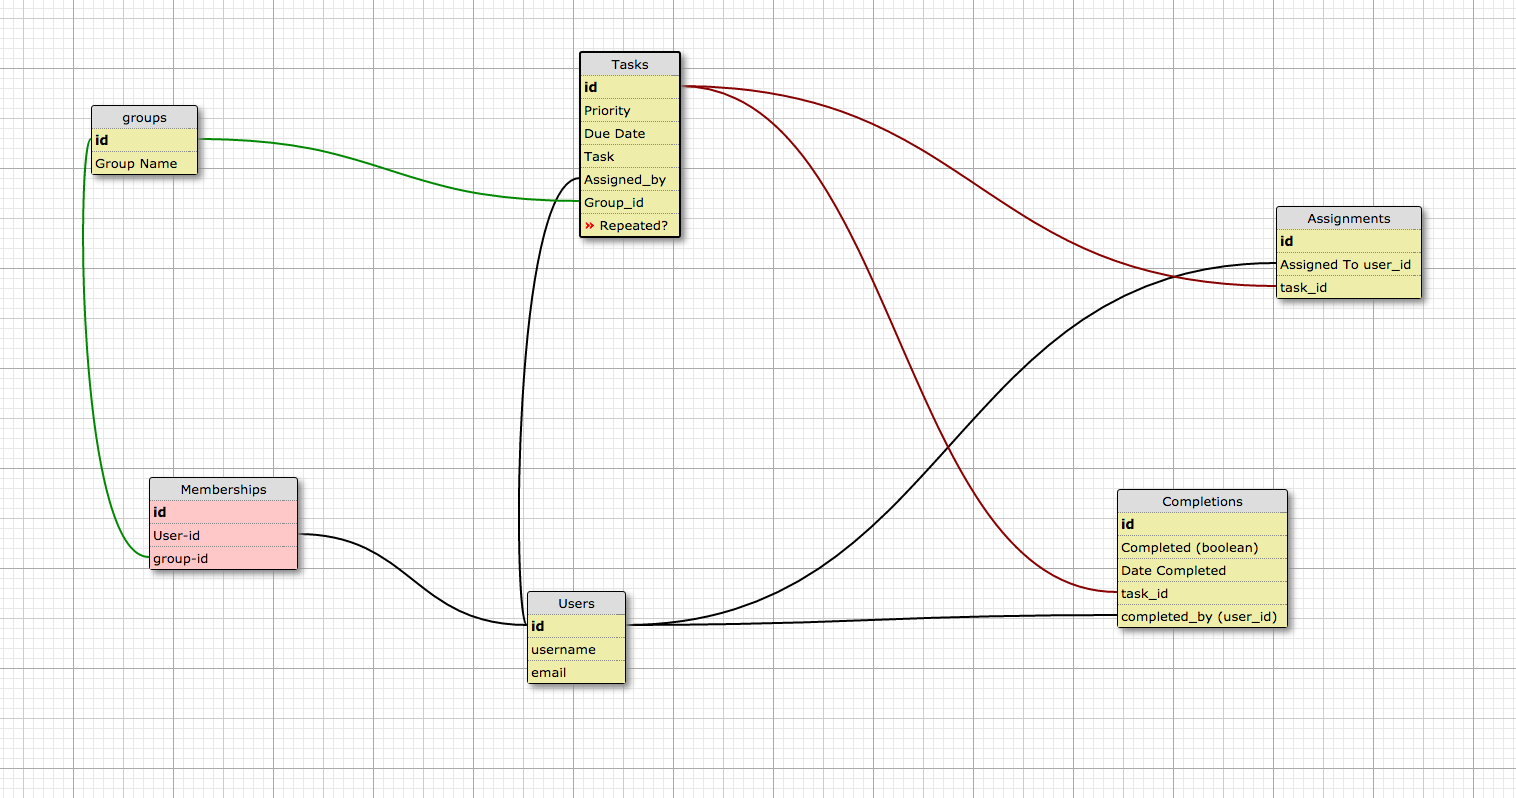 Tasks
id
Priority
Due Date
Task
Assigned_by
Group_id
» Repeated?
groups
id
Group Name
Assignments
id
Assigned To user_id
task_id
Memberships
id
User-id
group-id
Completions
id
Completed (boolean)
Date Completed
task_id
completed_by (user_id)
Users
id
username
email